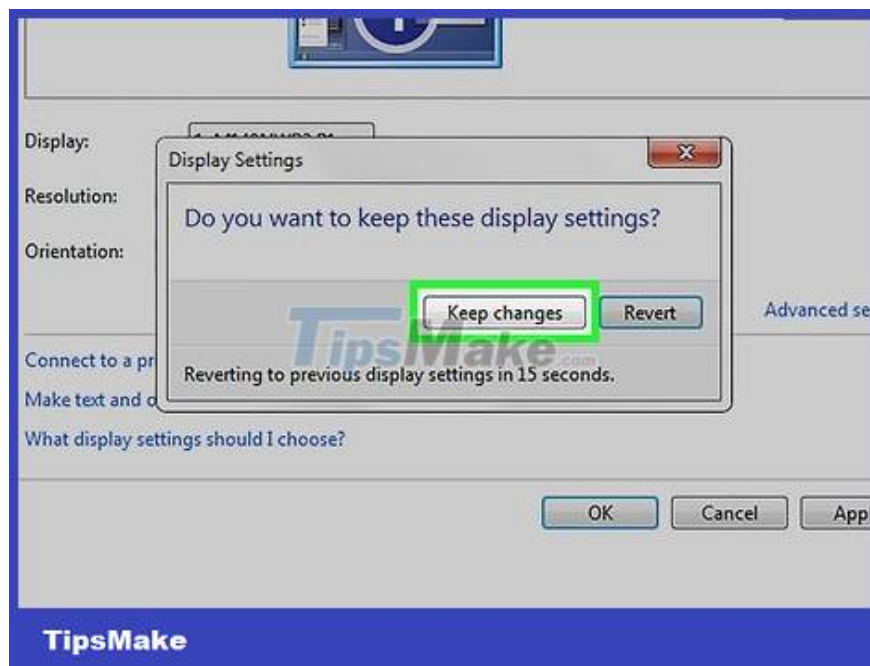 Display:
Display Settings
Resolution:
Do you want to keep these display settings?
Orientation:
Keep changes
Revert
Advanced se
TipsMake.com
Connect to a pr
Reverting to previous display settings in 15 seconds.
Make text and o
What display settings should I choose?
OK
Cancel
App
TipsMake